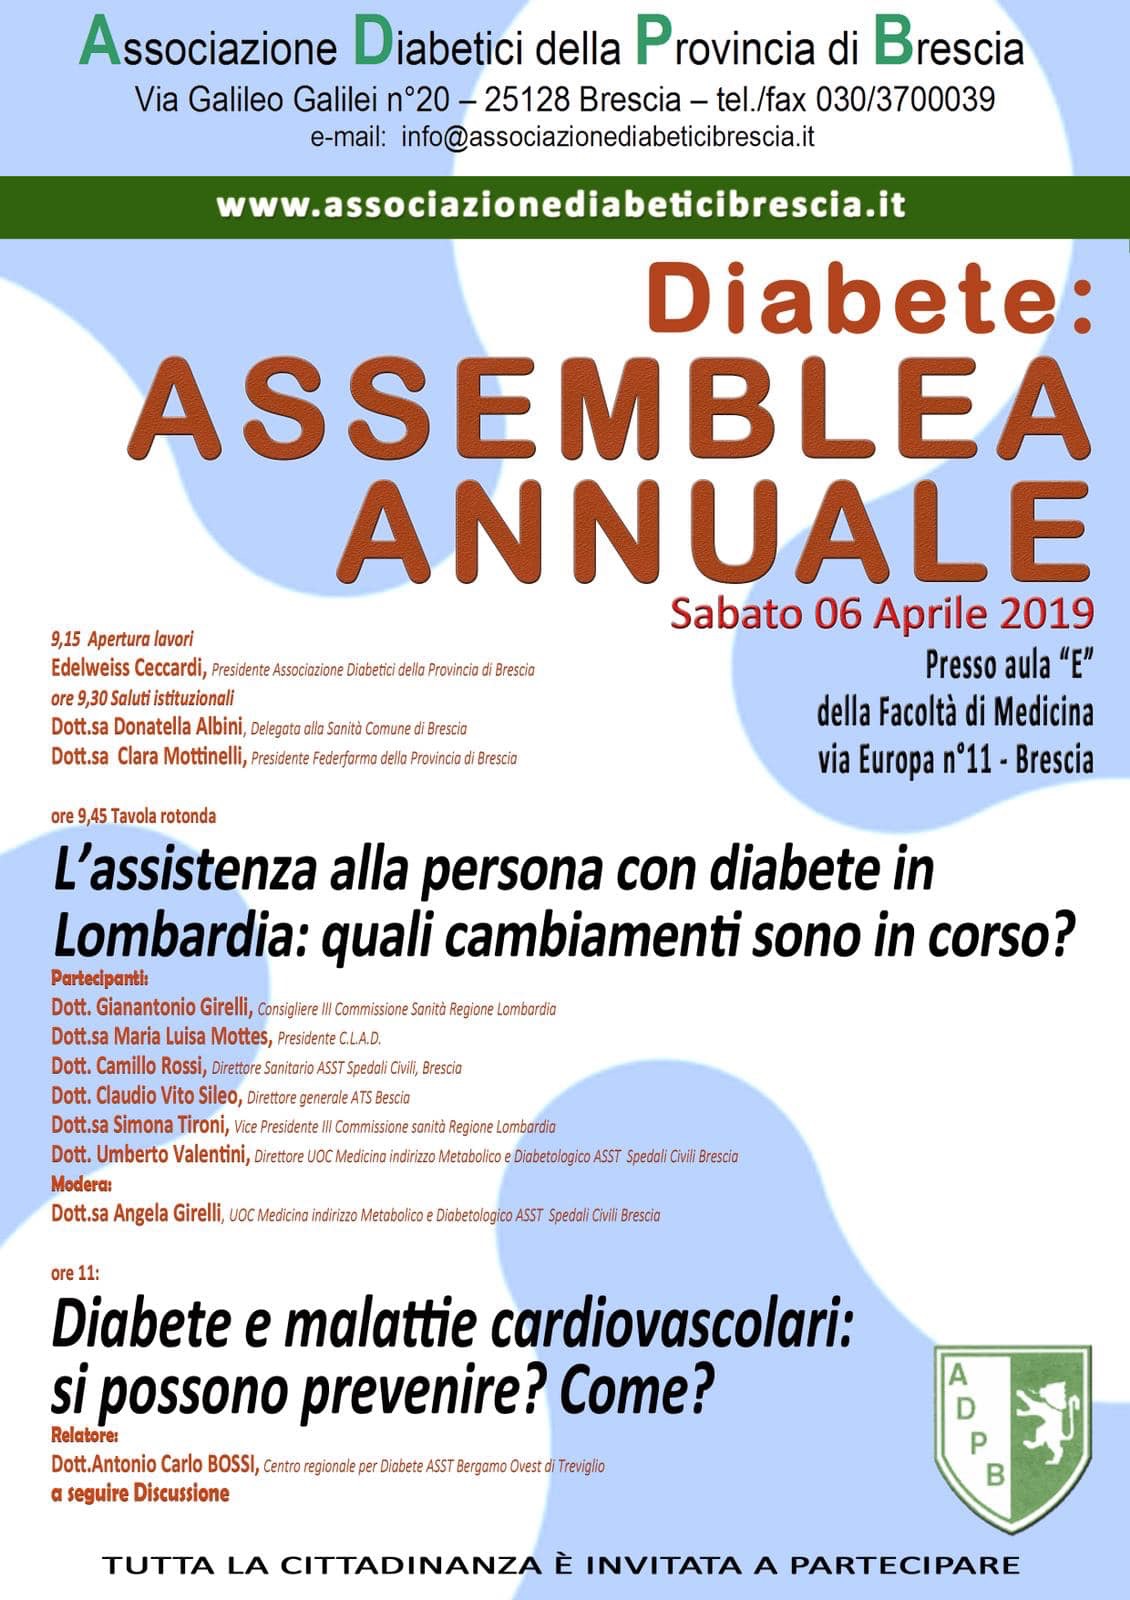 Associazione Diabetici della Provincia di Brescia
Via Galileo Galilei n°20 – 25128 Brescia – tel./fax 030/3700039
e-mail: info@associazionediabeticibrescia.it
www.associazionediabeticibrescia.it
Diabete:
ASSEMBLEA
ANNUALE
Sabato 06 Aprile 2019
Presso aula “E”
della Facoltà di Medicina
via Europa n°11 - Brescia
9,15 Apertura lavori
Edelweiss Ceccardi, Presidente Associazione Diabetici della Provincia di Brescia
ore 9,30 Saluti istituzionali
Dott.sa Donatella Albini, Delegata alla Sanità Comune di Brescia
Dott.sa Clara Mottinelli, Presidente Federfarma della Provincia di Brescia
ore 9,45 Tavola rotonda
L’assistenza alla persona con diabete in
Lombardia: quali cambiamenti sono in corso?
Partecipanti:
Dott. Gianantonio Girelli, Consigliere III Commissione Sanità Regione Lombardia
Dott.sa Maria Luisa Mottes, Presidente C.L.A.D.
Dott. Camillo Rossi, Direttore Sanitario ASST Spedali Civili, Brescia
Dott. Claudio Vito Sileo, Direttore generale ATS Bescia
Dott.sa Simona Tironi, Vice Presidente III Commissione sanità Regione Lombardia
Dott. Umberto Valentini, Direttore UOC Medicina indirizzo Metabolico e Diabetologico ASST Spedali Civili Brescia
Modera:
Dott.sa Angela Girelli, UOC Medicina indirizzo Metabolico e Diabetologico ASST Spedali Civili Brescia
ore 11:
Diabete e malattie cardiovascolari:
si possono prevenire? Come?
Relatore:
Dott.Antonio Carlo BOSSI, Centro regionale per Diabete ASST Bergamo Ovest di Treviglio
a seguire Discussione
A
D
P
B
TUTTA LA CITTADINANZA È INVITATA A PARTECIPARE